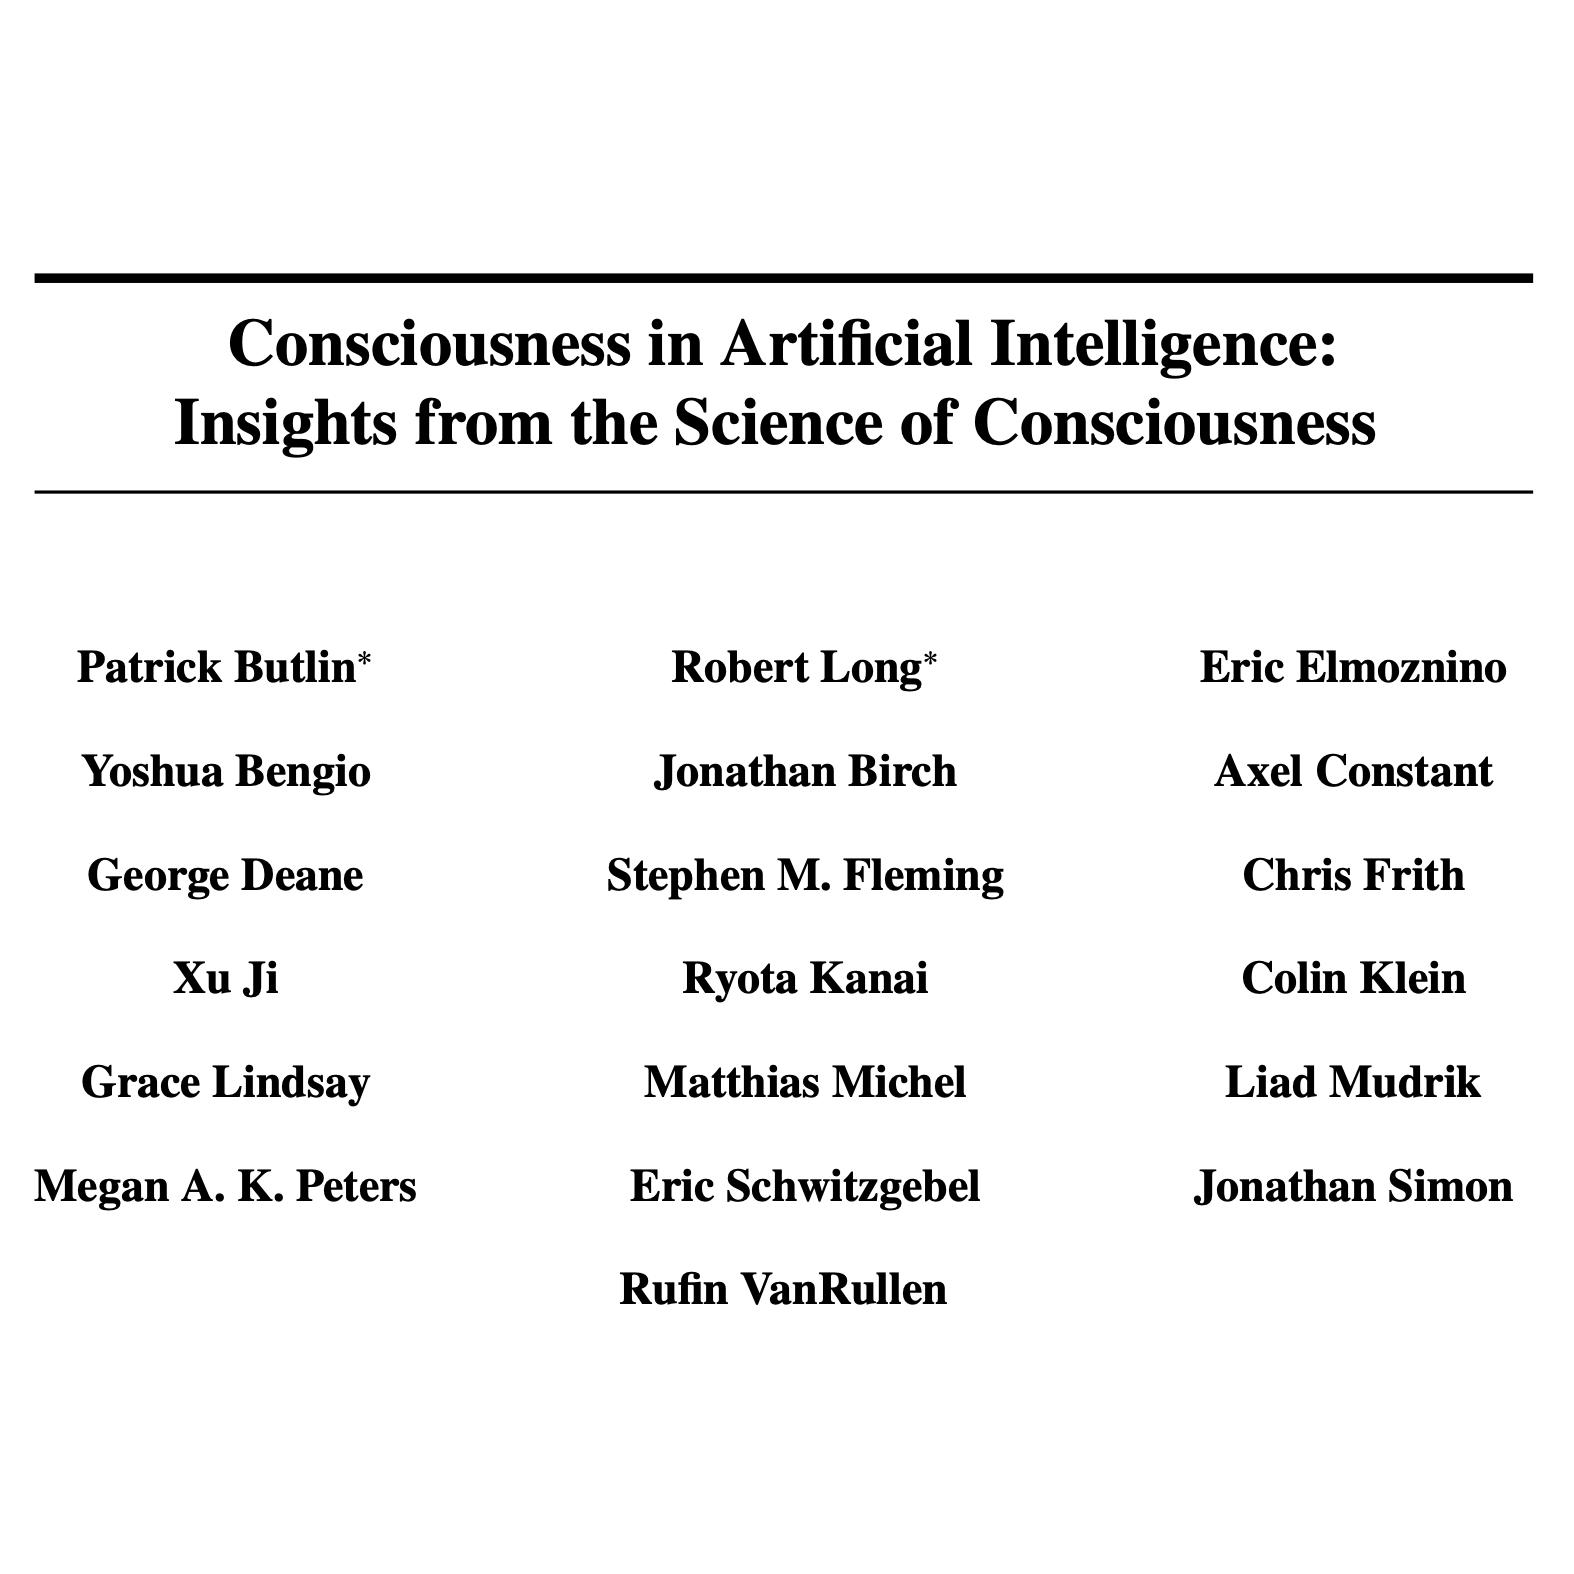 Consciousness in Artificial Intelligence:
Insights from the Science of Consciousness
Patrick Butlin* Robert Long* Eric Elmoznino
Yoshua Bengio Jonathan Birch Axel Constant
George Deane Stephen M. Fleming Chris Frith
Xu Ji Ryota Kanai Colin Klein
Grace Lindsay Matthias Michel Liad Mudrik
Megan A. K. Peters Eric Schwitzgebel Jonathan Simon
Rufin VanRullen